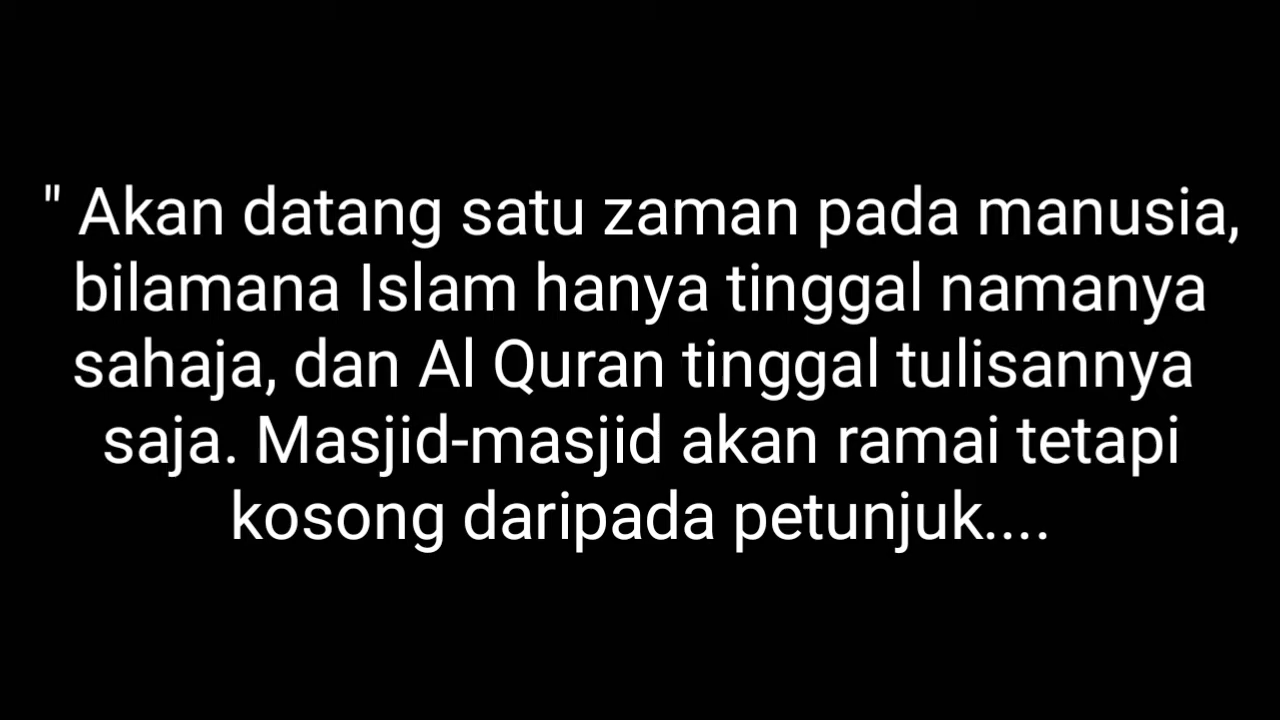 " Akan datang satu zaman pada manusia,
bilamana Islam hanya tinggal namanya
sahaja, dan Al Quran tinggal tulisannya
saja. Masjid-masjid akan ramai tetapi
kosong daripada petunjuk....